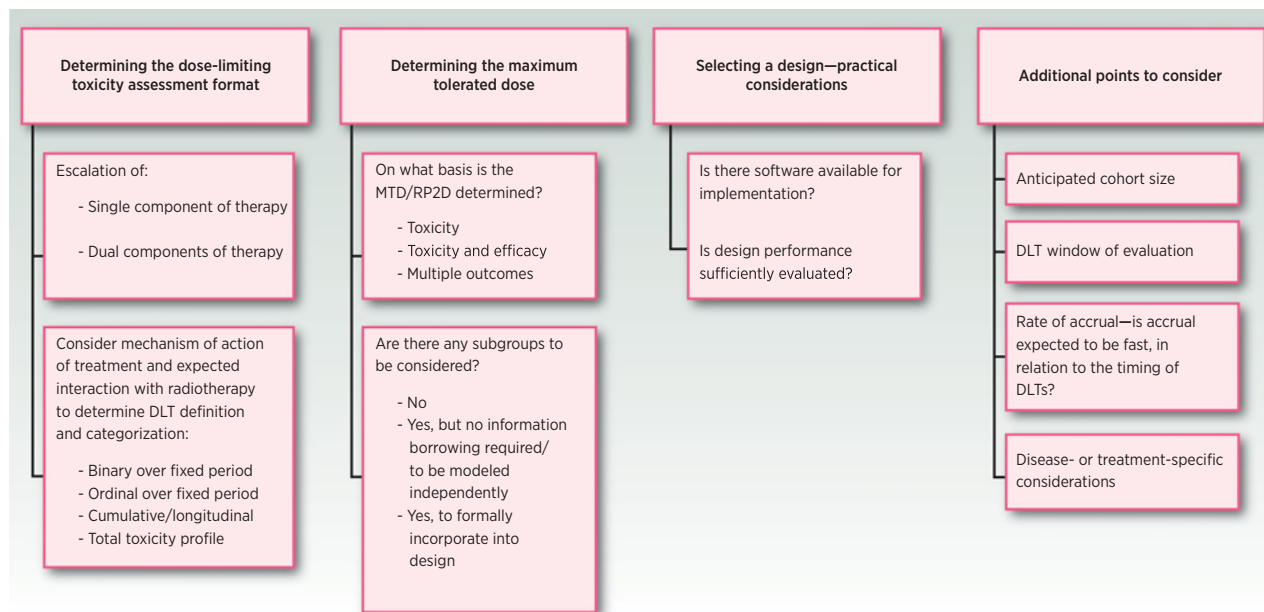 Determining the dose-limiting
toxicity assessment format
Escalation of:
- Single component of therapy
- Dual components of therapy
Consider mechanism of action
of treatment and expected
interaction with radiotherapy
to determine DLT definition
and categorization:
- Binary over fixed period
- Ordinal over fixed period
- Cumulative/longitudinal
- Total toxicity profile
Determining the maximum
tolerated dose
On what basis is the
MTD/RP2D determined?
- Toxicity
- Toxicity and efficacy
- Multiple outcomes
Are there any subgroups to
be considered?
- No
- Yes, but no information
borrowing required/
to be modeled
independently
- Yes, to formally
incorporate into
design
Selecting a design—practical
considerations
Is there software available for
implementation?
Is design performance
sufficiently evaluated?
Additional points to consider
Anticipated cohort size
DLT window of evaluation
Rate of accrual—is accrual
expected to be fast, in
relation to the timing of
DLTs?
Disease- or treatment-specific
considerations